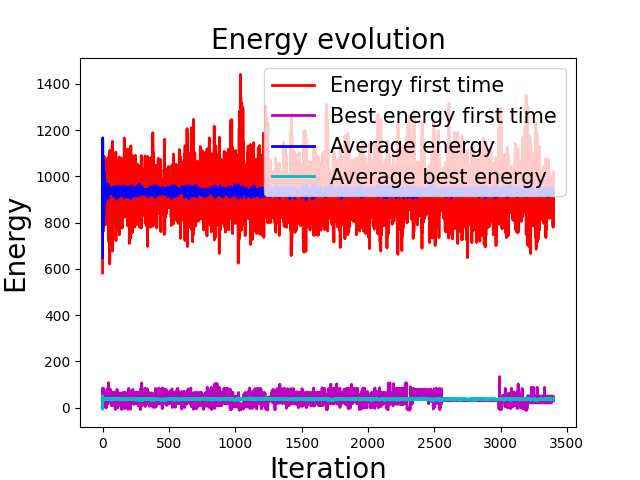 Energy evolution
Energy
1400
1200
1000
800
600
400
200
0
Energy first time
Best energy first time
Average energy
Average best energy
0 500 1000 1500 2000 2500 3000 3500
Iteration